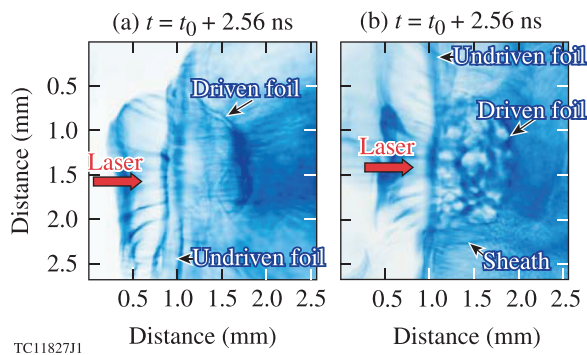 (a) t = t0 + 2.56 ns
(b) t = t0 + 2.56 ns
Distance (mm)
0.5
1.0
1.5
2.0
2.5
Driven foil
Laser
Undriven foil
Undriven foil
Driven foil
Laser
Sheath
0.5 1.0 1.5 2.0 2.5
0.5 1.0 1.5 2.0 2.5
Distance (mm)
Distance (mm)
TC11827J1